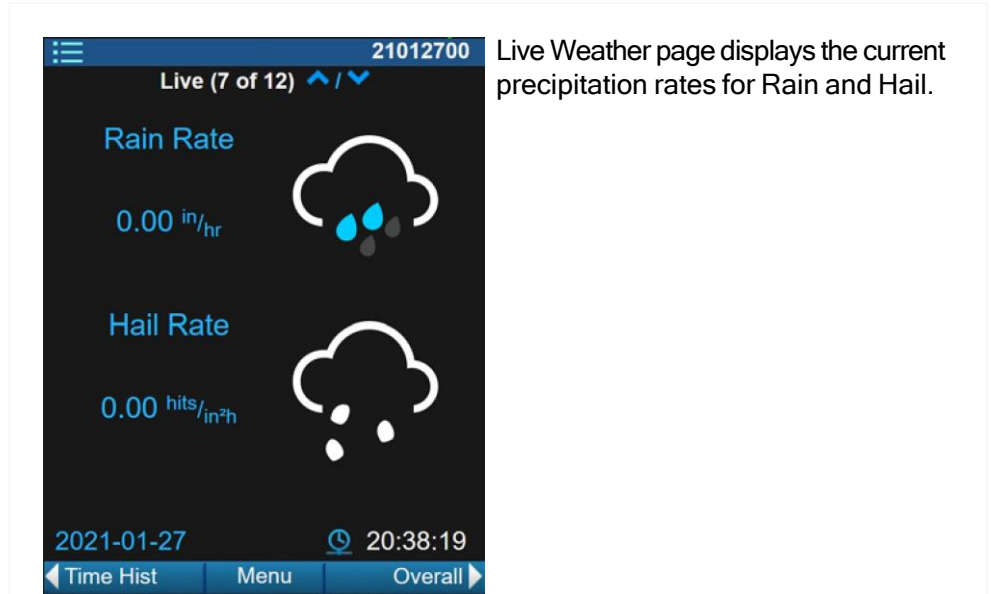 21012700
Live (7 of 12) /
Rain Rate
0.00 in/hr
Hail Rate
0.00 hits/in²h
2021-01-27 20:38:19
Time Hist Menu Overall
Live Weather page displays the current
precipitation rates for Rain and Hail.